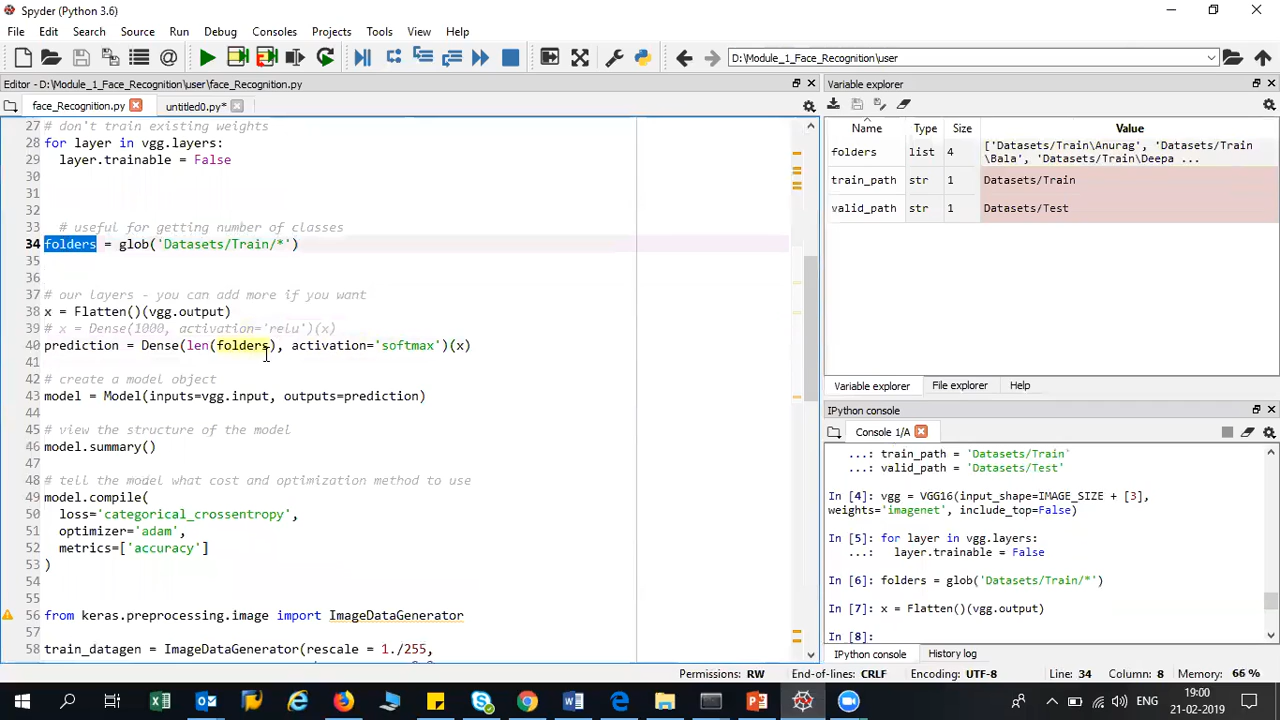 Spyder (Python 3.6)
File Edit Search Source Run Debug Consoles Projects Tools View Help
D:\Module_1_Face_Recognition\user
Editor - D:\Module_1_Face_Recognition\user\face_Recognition.py
face_Recognition.py untitled0.py*
27 # don't train existing weights
28 for layer in vgg.layers:
29 layer.trainable = False
30
31
32
33 # useful for getting number of classes
34 folders = glob('Datasets/Train/*')
35
36
37 # our layers - you can add more if you want
38 x = Flatten()(vgg.output)
39 # x = Dense(1000, activation='relu')(x)
40 prediction = Dense(len(folders), activation='softmax')(x)
41
42 # create a model object
43 model = Model(inputs=vgg.input, outputs=prediction)
44
45 # view the structure of the model
46 model.summary()
47
48 # tell the model what cost and optimization method to use
49 model.compile(
50 loss='categorical_crossentropy',
51 optimizer='adam',
52 metrics=['accuracy']
53 )
54
55
56 from keras.preprocessing.image import ImageDataGenerator
57
58 train_datagen = ImageDataGenerator(rescale = 1./255,
Variable explorer
Name Type Size Value
folders list 4 ['Datasets/Train\Anurag', 'Datasets/Train
\Bala', 'Datasets/Train\Deepa ...
train_path str 1 Datasets/Train
valid_path str 1 Datasets/Test
Variable explorer File explorer Help
IPython console
Console 1/A
...: train_path = 'Datasets/Train'
...: valid_path = 'Datasets/Test'
In [4]: vgg = VGG16(input_shape=IMAGE_SIZE + [3],
weights='imagenet', include_top=False)
In [5]: for layer in vgg.layers:
...: layer.trainable = False
In [6]: folders = glob('Datasets/Train/*')
In [7]: x = Flatten()(vgg.output)
In [8]:
IPython console History log
Permissions: RW End-of-lines: CRLF Encoding: UTF-8 Line: 34 Column: 8 Memory: 66 %
ENG
19:00
21-02-2019